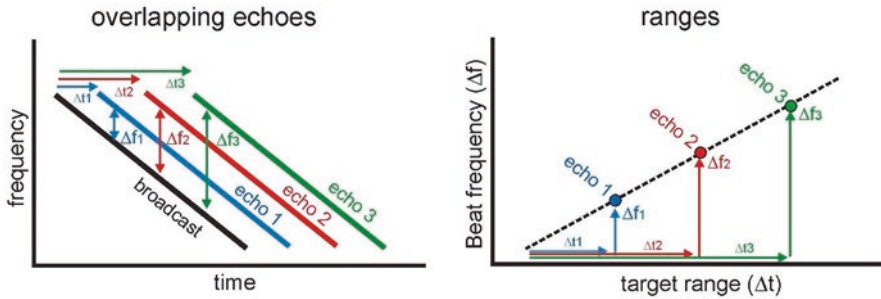 overlapping echoes
frequency
Δt1
Δt2
Δt3
Δf1
Δf2
Δf3
broadcast
echo 1
echo 2
echo 3
time
ranges
Beat frequency (Δf)
echo 1
echo 2
echo 3
Δf1
Δf2
Δf3
Δt1
Δt2
Δt3
target range (Δt)